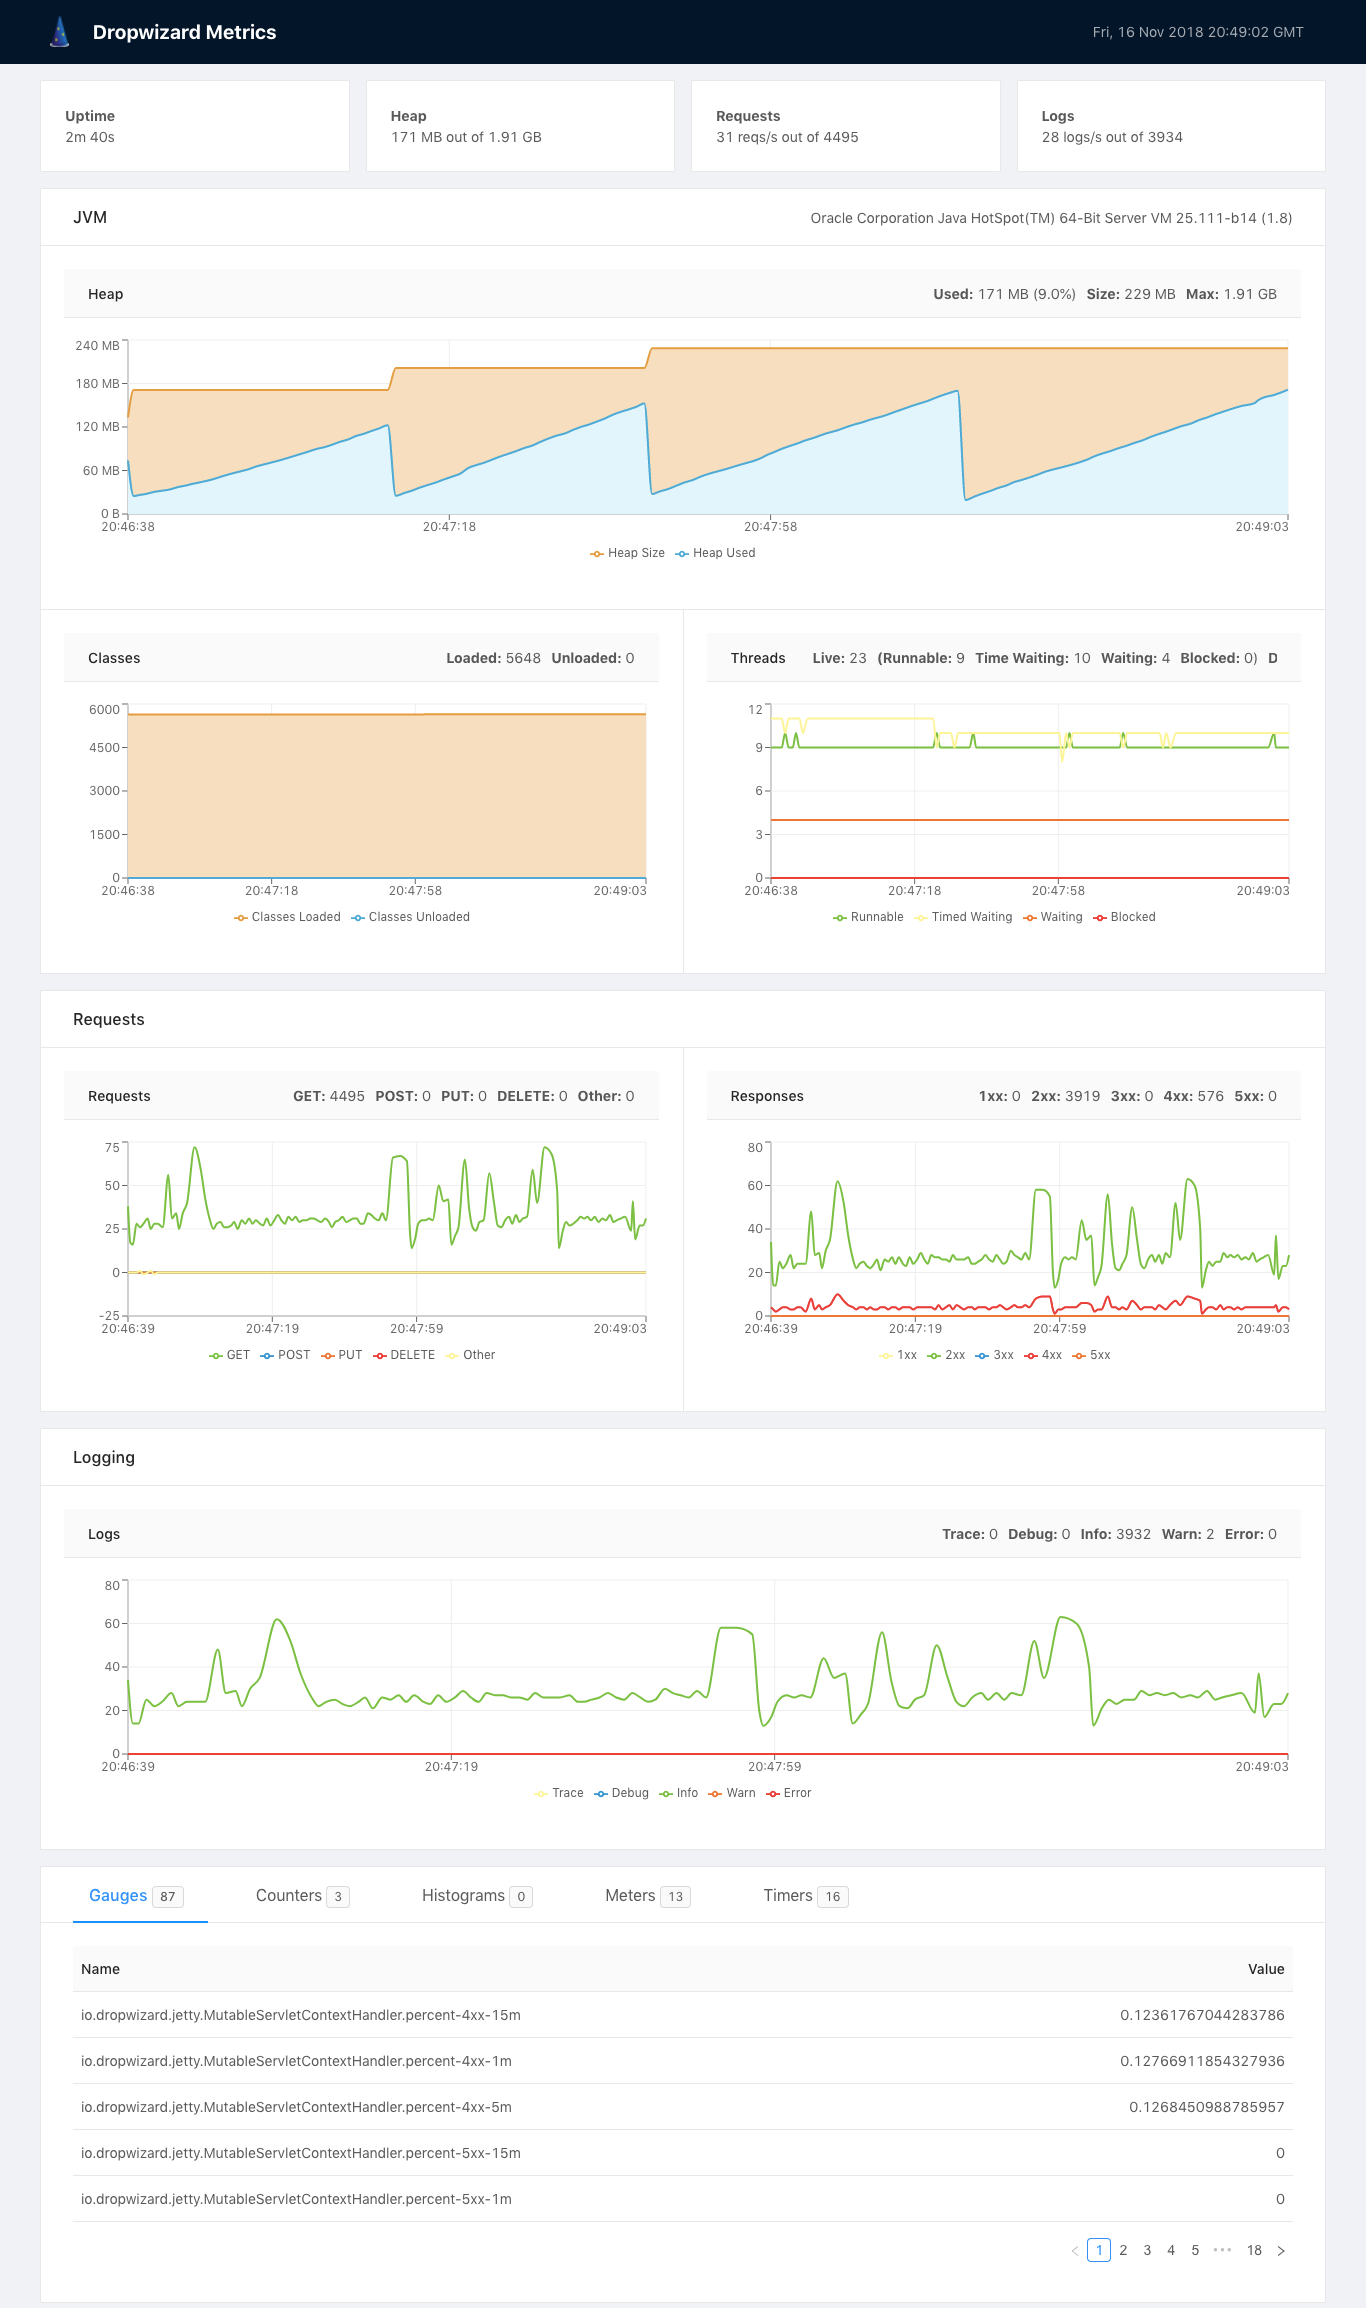 Dropwizard Metrics
Fri, 16 Nov 2018 20:49:02 GMT
Uptime
2m 40s
Heap
171 MB out of 1.91 GB
Requests
31 reqs/s out of 4495
Logs
28 logs/s out of 3934
JVM
Oracle Corporation Java HotSpot(TM) 64-Bit Server VM 25.111-b14 (1.8)
Heap
Used: 171 MB (9.0%) Size: 229 MB Max: 1.91 GB
240 MB
180 MB
120 MB
60 MB
0 B
20:46:38 20:47:18 20:47:58 20:49:03
Heap Size Heap Used
Classes
Loaded: 5648 Unloaded: 0
6000
4500
3000
1500
0
20:46:38 20:47:18 20:47:58 20:49:03
Classes Loaded Classes Unloaded
Threads
Live: 23 (Runnable: 9 Time Waiting: 10 Waiting: 4 Blocked: 0) D
12
9
6
3
0
20:46:38 20:47:18 20:47:58 20:49:03
Runnable Timed Waiting Waiting Blocked
Requests
Requests
GET: 4495 POST: 0 PUT: 0 DELETE: 0 Other: 0
75
50
25
0
-25
20:46:39 20:47:19 20:47:59 20:49:03
GET POST PUT DELETE Other
Responses
1xx: 0 2xx: 3919 3xx: 0 4xx: 576 5xx: 0
80
60
40
20
0
20:46:39 20:47:19 20:47:59 20:49:03
1xx 2xx 3xx 4xx 5xx
Logging
Logs
Trace: 0 Debug: 0 Info: 3932 Warn: 2 Error: 0
80
60
40
20
0
20:46:39 20:47:19 20:47:59 20:49:03
Trace Debug Info Warn Error
Gauges 87 Counters 3 Histograms 0 Meters 13 Timers 16
Name Value
io.dropwizard.jetty.MutableServletContextHandler.percent-4xx-15m 0.12361767044283786
io.dropwizard.jetty.MutableServletContextHandler.percent-4xx-1m 0.12766911854327936
io.dropwizard.jetty.MutableServletContextHandler.percent-4xx-5m 0.1268450988785957
io.dropwizard.jetty.MutableServletContextHandler.percent-5xx-15m 0
io.dropwizard.jetty.MutableServletContextHandler.percent-5xx-1m 0
< 1 2 3 4 5 ••• 18 >